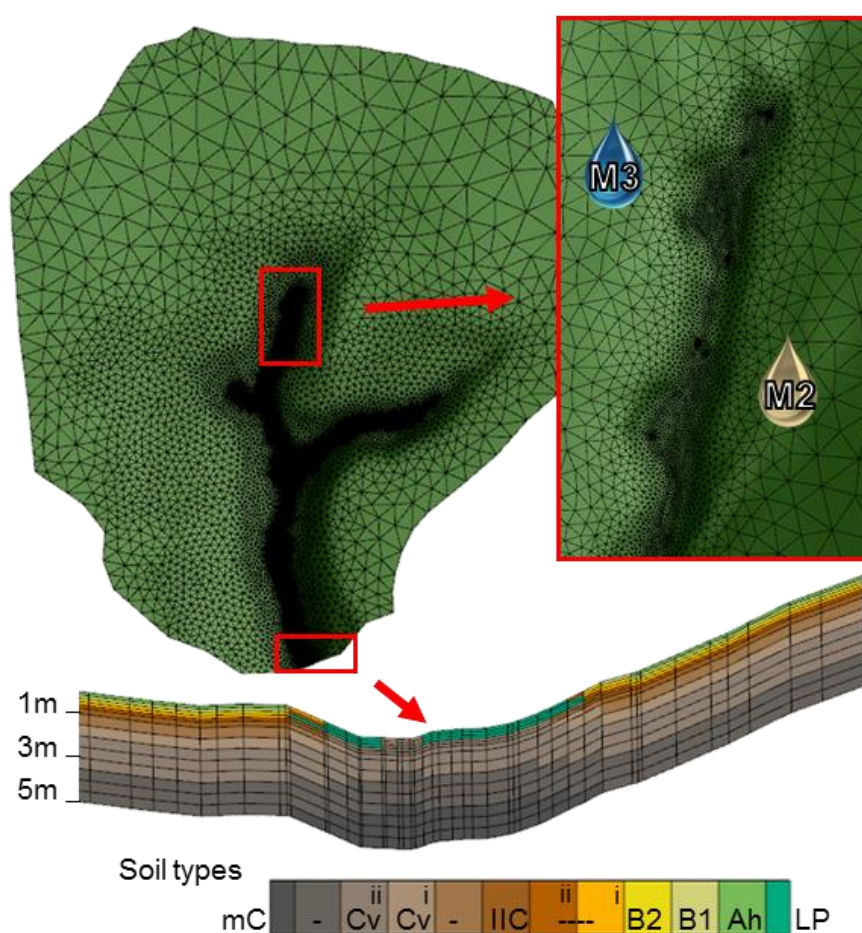 M3
M2
1m
3m
5m
Soil types
ii i ii i
mC - Cv Cv - IIC ---- B2 B1 Ah LP